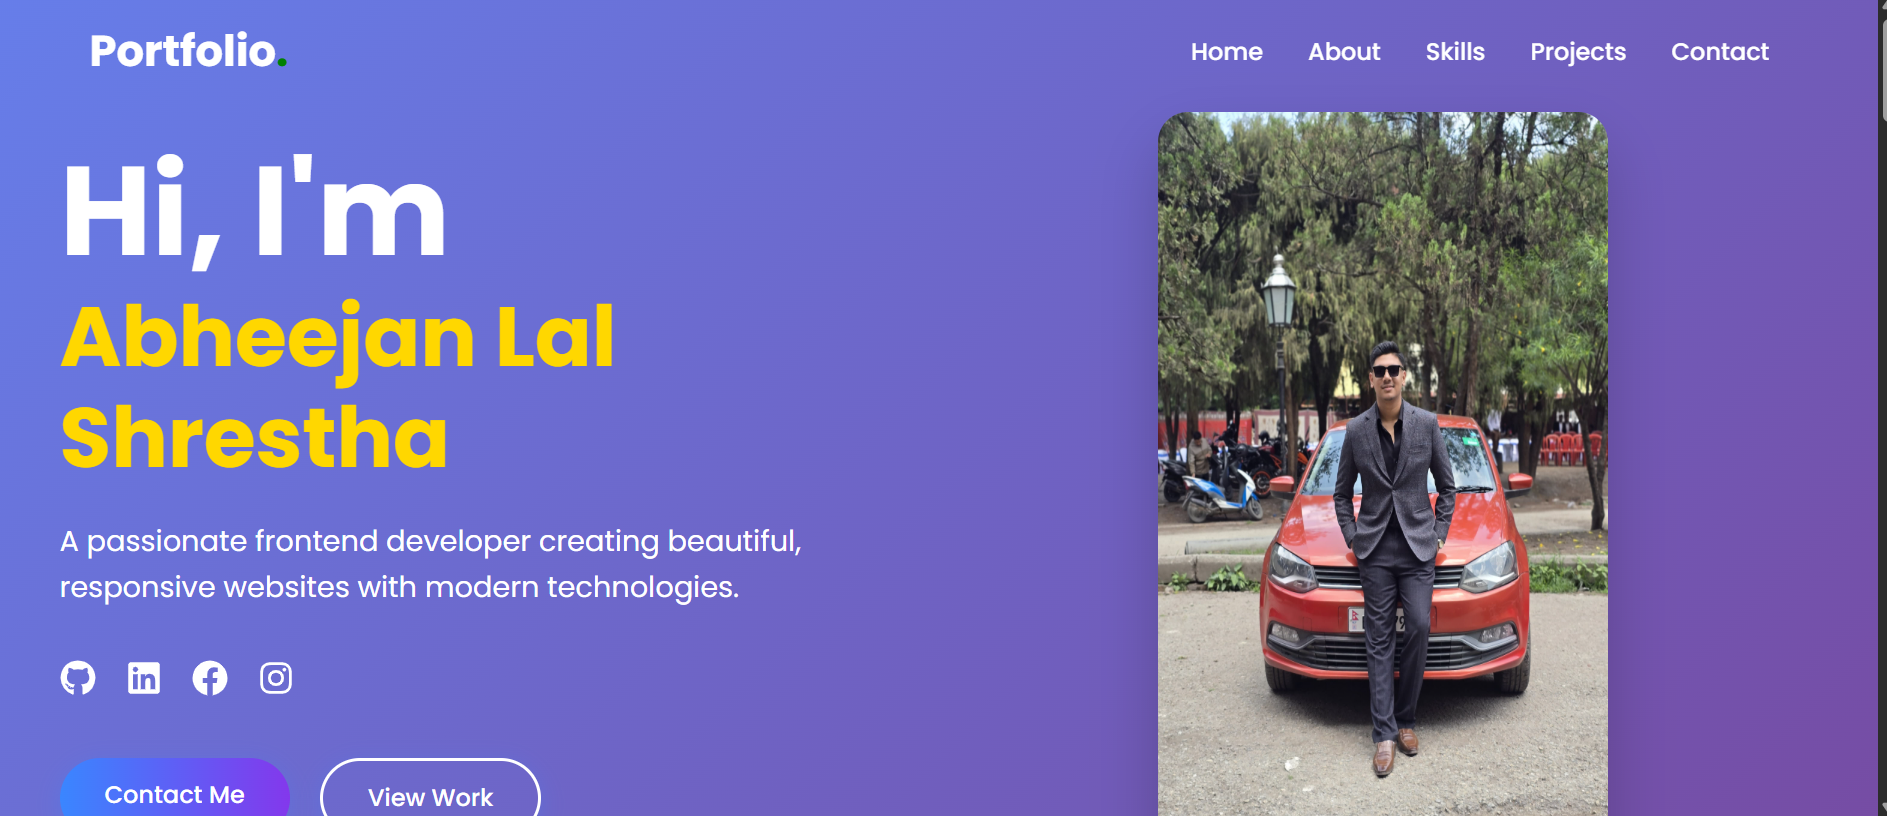 Portfolio.
Home About Skills Projects Contact
Hi, I'm
Abheejan Lal
Shrestha
A passionate frontend developer creating beautiful,
responsive websites with modern technologies.
Contact Me
View Work